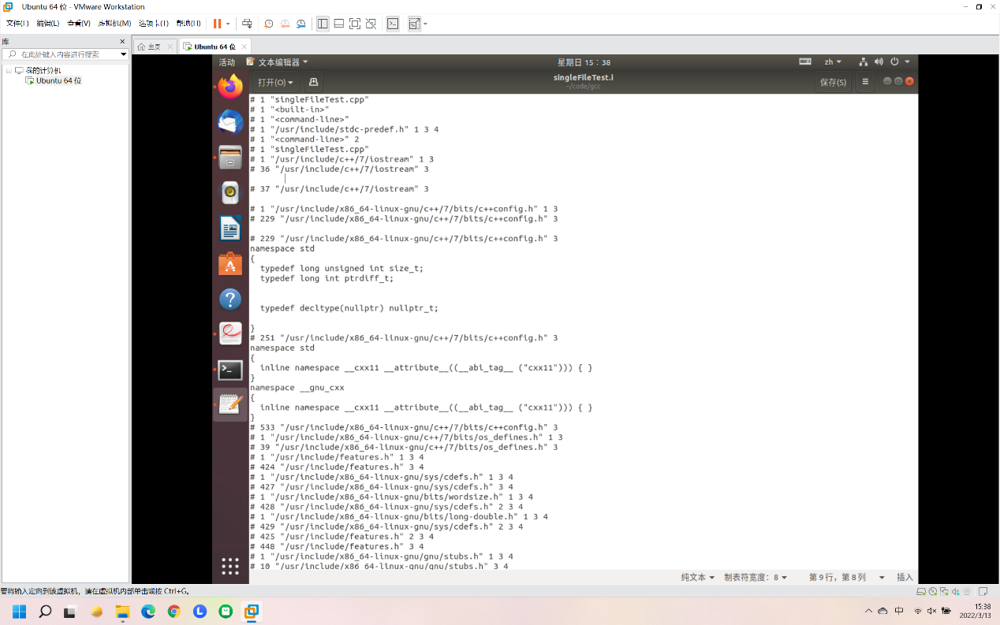 Ubuntu 64 位 - VMware Workstation
文件(F) 编辑(E) 查看(V) 虚拟机(M) 选项卡(T) 帮助(H)
库
在此处键入内容进行搜索
我的计算机
Ubuntu 64 位
主页
Ubuntu 64 位
活动 文本编辑器 星期日 15：38 zh
打开(O) singleFileTest.i 保存(S)
~/code/gcc
# 1 "singleFileTest.cpp"
# 1 "<built-in>"
# 1 "<command-line>"
# 1 "/usr/include/stdc-predef.h" 1 3 4
# 1 "<command-line>" 2
# 1 "singleFileTest.cpp"
# 1 "/usr/include/c++/7/iostream" 1 3
# 36 "/usr/include/c++/7/iostream" 3
# 37 "/usr/include/c++/7/iostream" 3
# 1 "/usr/include/x86_64-linux-gnu/c++/7/bits/c++config.h" 1 3
# 229 "/usr/include/x86_64-linux-gnu/c++/7/bits/c++config.h" 3
# 229 "/usr/include/x86_64-linux-gnu/c++/7/bits/c++config.h" 3
namespace std
{
typedef long unsigned int size_t;
typedef long int ptrdiff_t;
typedef decltype(nullptr) nullptr_t;
}
# 251 "/usr/include/x86_64-linux-gnu/c++/7/bits/c++config.h" 3
namespace std
{
inline namespace __cxx11 __attribute__((__abi_tag__ ("cxx11"))) { }
}
namespace __gnu_cxx
{
inline namespace __cxx11 __attribute__((__abi_tag__ ("cxx11"))) { }
}
# 533 "/usr/include/x86_64-linux-gnu/c++/7/bits/c++config.h" 3
# 1 "/usr/include/x86_64-linux-gnu/c++/7/bits/os_defines.h" 1 3
# 39 "/usr/include/x86_64-linux-gnu/c++/7/bits/os_defines.h" 3
# 1 "/usr/include/features.h" 1 3 4
# 424 "/usr/include/features.h" 3 4
# 1 "/usr/include/x86_64-linux-gnu/sys/cdefs.h" 1 3 4
# 427 "/usr/include/x86_64-linux-gnu/sys/cdefs.h" 3 4
# 1 "/usr/include/x86_64-linux-gnu/bits/wordsize.h" 1 3 4
# 428 "/usr/include/x86_64-linux-gnu/sys/cdefs.h" 2 3 4
# 1 "/usr/include/x86_64-linux-gnu/bits/long-double.h" 1 3 4
# 429 "/usr/include/x86_64-linux-gnu/sys/cdefs.h" 2 3 4
# 425 "/usr/include/features.h" 2 3 4
# 448 "/usr/include/features.h" 3 4
# 1 "/usr/include/x86_64-linux-gnu/gnu/stubs.h" 1 3 4
# 10 "/usr/include/x86_64-linux-gnu/gnu/stubs.h" 3 4
纯文本 制表符宽度：8 第 9 行，第 8 列 插入
要将输入定向到该虚拟机，请在虚拟机内部单击或按 Ctrl+G。
中
15:38
2022/3/13